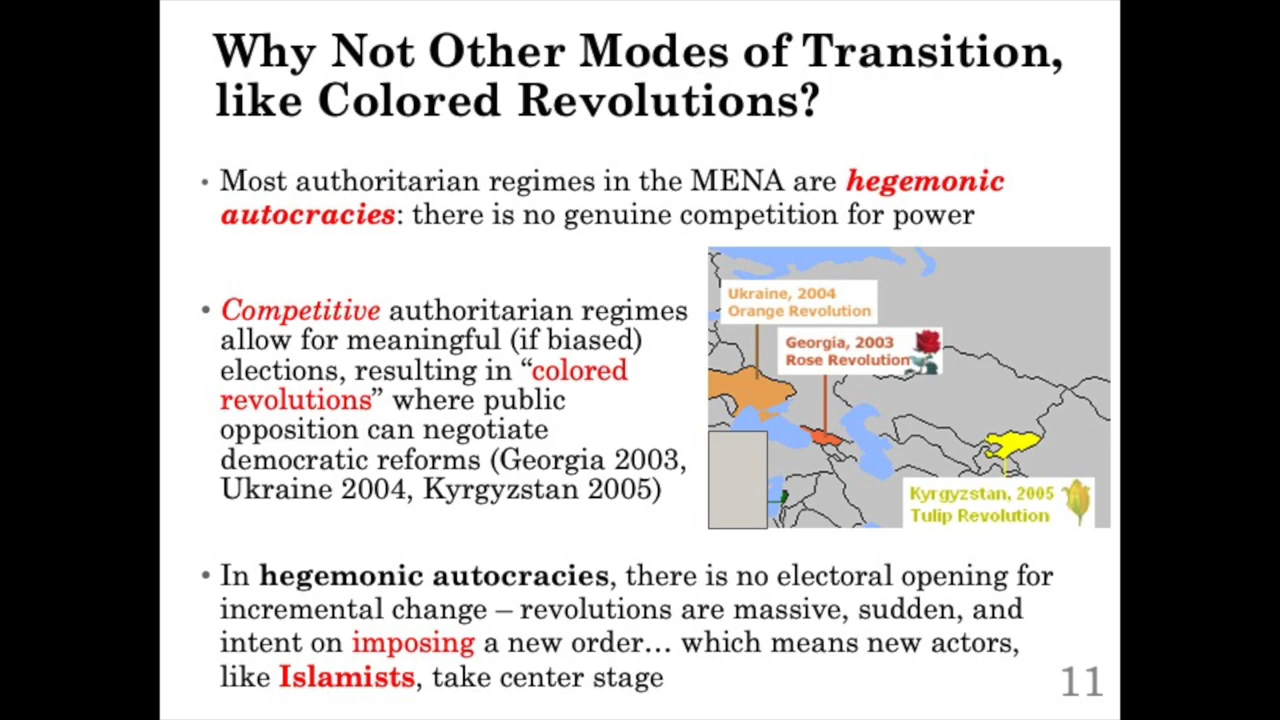 Why Not Other Modes of Transition,
like Colored Revolutions?
• Most authoritarian regimes in the MENA are hegemonic
autocracies: there is no genuine competition for power
• Competitive authoritarian regimes
allow for meaningful (if biased)
elections, resulting in “colored
revolutions” where public
opposition can negotiate
democratic reforms (Georgia 2003,
Ukraine 2004, Kyrgyzstan 2005)
Ukraine, 2004
Orange Revolution
Georgia, 2003
Rose Revolution
Kyrgyzstan, 2005
Tulip Revolution
• In hegemonic autocracies, there is no electoral opening for
incremental change – revolutions are massive, sudden, and
intent on imposing a new order… which means new actors,
like Islamists, take center stage
11